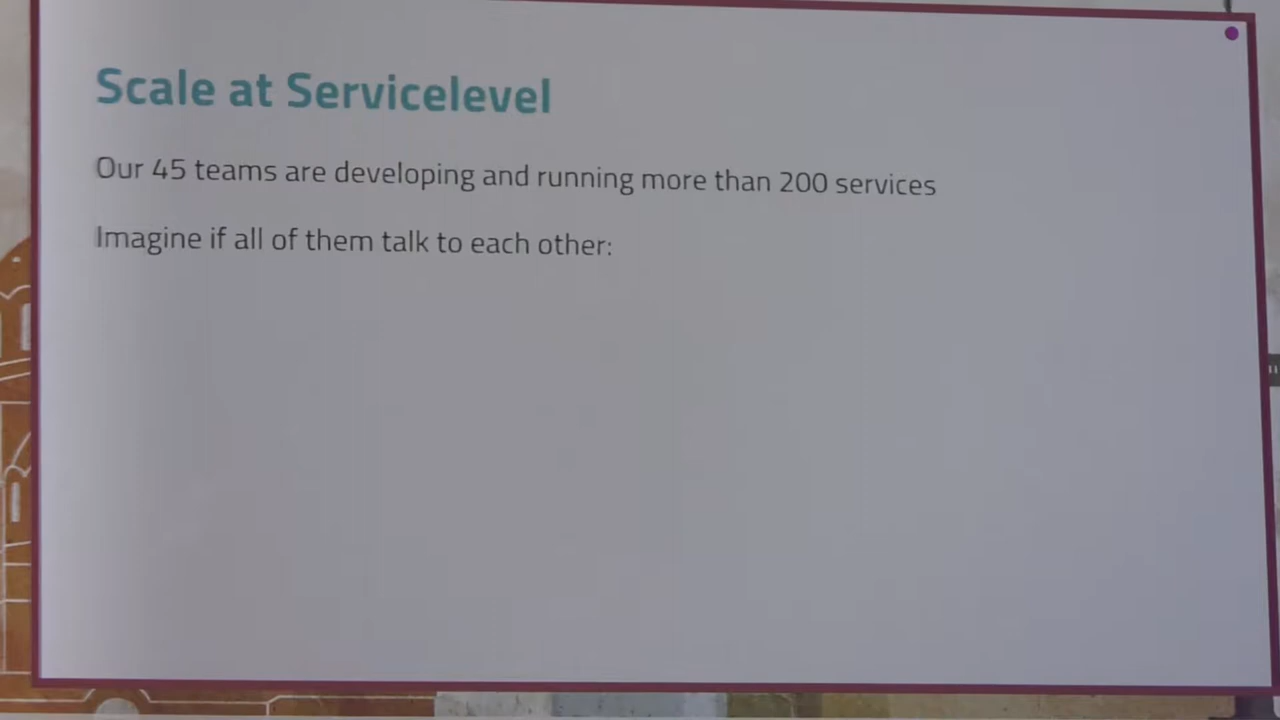 Scale at Servicelevel
Our 45 teams are developing and running more than 200 services
Imagine if all of them talk to each other: